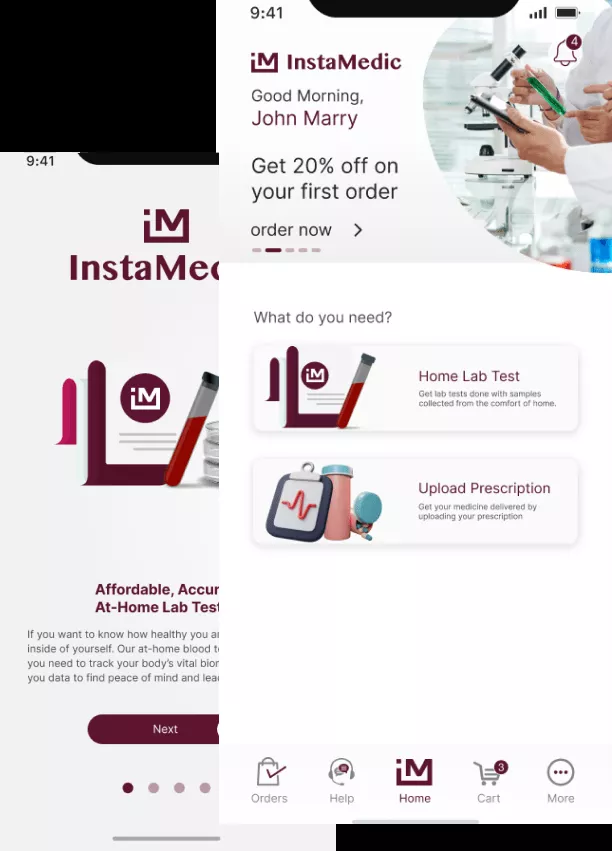 9:41
iM InstaMedic
4
Good Morning,
John Marry
Get 20% off on
your first order
order now
What do you need?
iM
Home Lab Test
Get lab tests done with samples
collected from the comfort of home.
Upload Prescription
Get your medicine delivered by
uploading your prescription
Orders
Help
iM
Home
3
Cart
More
9:41
iM
InstaMed
iM
Affordable, Accur
At-Home Lab Test
If you want to know how healthy you
inside of yourself. Our at-home blood
you need to track your body's vital
you data to find peace of mind and
Next